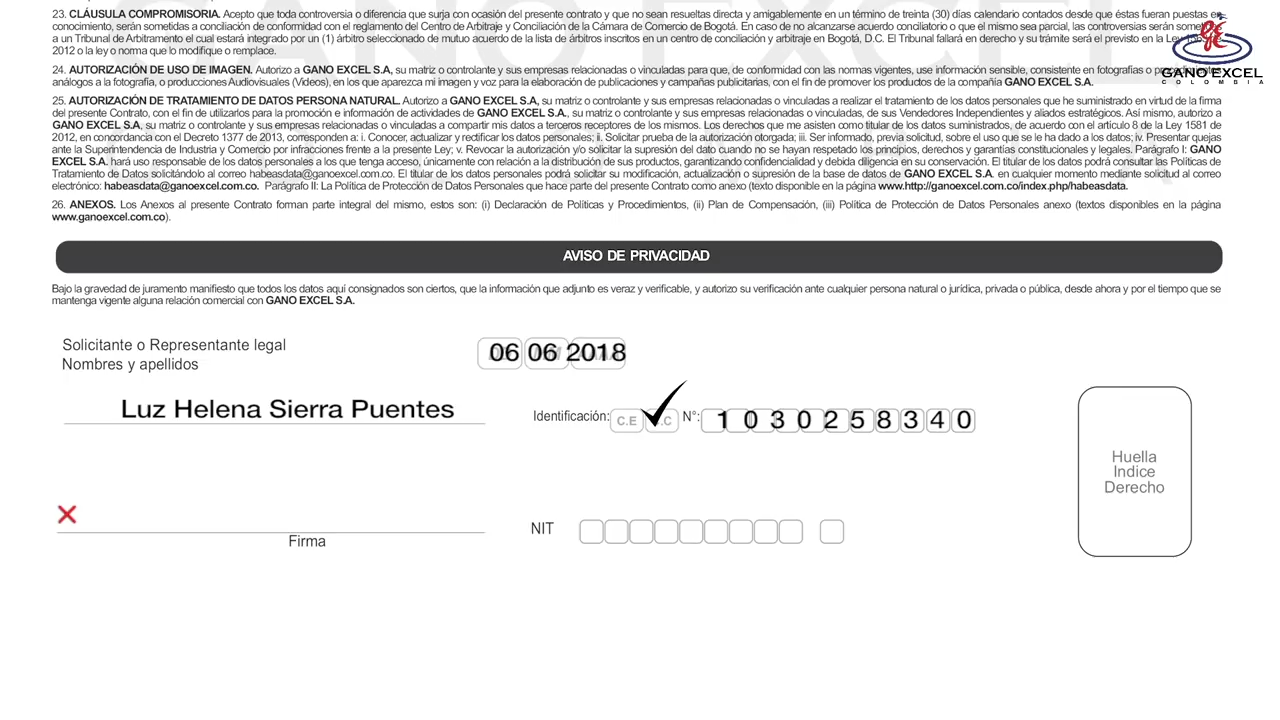 23. CLÁUSULA COMPROMISORIA. Acepto que toda controversia o diferencia que surja con ocasión del presente contrato y que no sean resueltas directa y amigablemente en un término de treinta (30) días calendario contados desde que éstas fueran puestas en
conocimiento, serán sometidas a conciliación de conformidad con el reglamento del Centro de Arbitraje y Conciliación de la Cámara de Comercio de Bogotá. En caso de no alcanzarse acuerdo conciliatorio o que el mismo sea parcial, las controversias serán
a un Tribunal de Arbitramento el cual estará integrado por un (1) árbitro seleccionado de mutuo acuerdo de la lista de árbitros inscritos en un centro de conciliación y arbitraje en Bogotá, D.C. El Tribunal fallará en derecho y su trámite será el previsto en la Ley
2012 o la ley o norma que lo modifique o remplace.
GANO EXCEL
COLOMBIA
24. AUTORIZACIÓN DE USO DE IMAGEN. Autorizo a GANO EXCEL S.A, su matriz o controlante y sus empresas relacionadas o vinculadas para que, de conformidad con las normas vigentes, use información sensible, consistente en fotografías o
análogos a la fotografía, o producciones Audiovisuales (Videos), en los que aparezca mi imagen y voz para la elaboración de publicaciones y campañas publicitarias, con el fin de promover los productos de la compañía GANO EXCEL S.A.
25. AUTORIZACIÓN DE TRATAMIENTO DE DATOS PERSONA NATURAL. Autorizo a GANO EXCEL S.A, su matriz o controlante y sus empresas relacionadas o vinculadas a realizar el tratamiento de los datos personales que he suministrado en virtud de la firma
del presente Contrato, con el fin de utilizarlos para la promoción e información de actividades de GANO EXCEL S.A., su matriz o controlante y sus empresas relacionadas o vinculadas, de sus Vendedores Independientes y aliados estratégicos. Así mismo, autorizo a
GANO EXCEL S.A, su matriz o controlante y sus empresas relacionadas o vinculadas a compartir mis datos a terceros receptores de los mismos. Los derechos que me asisten como titular de los datos suministrados, de acuerdo con el artículo 8 de la Ley 1581 de
2012, en concordancia con el Decreto 1377 de 2013, corresponden a: i. Conocer, actualizar y rectificar mis datos personales; ii. Solicitar prueba de la autorización otorgada; iii. Ser informado, previa solicitud, sobre el uso que se le ha dado a los datos; iv. Presentar quejas
ante la Superintendencia de Industria y Comercio por infracciones frente a la presente Ley; v. Revocar la autorización y/o solicitar la supresión del dato cuando no se hayan respetado los principios, derechos y garantías constitucionales y legales. Parágrafo I: GANO
EXCEL S.A. hará uso responsable de los datos personales a los que tenga acceso, únicamente con relación a la distribución de sus productos, garantizando confidencialidad y debida diligencia en su conservación. El titular de los datos podrá consultar las Políticas de
Tratamiento de Datos solicitándolo al correo habeasdata@ganoexcel.com.co. El titular de los datos personales podrá solicitar su modificación, actualización o supresión de la base de datos de GANO EXCEL S.A. en cualquier momento mediante solicitud al correo
electrónico: habeasdata@ganoexcel.com.co. Parágrafo II: La Política de Protección de Datos Personales que hace parte del presente Contrato como anexo (texto disponible en la página www.http://ganoexcel.com.co/index.php/habeasdata.
26. ANEXOS. Los Anexos al presente Contrato forman parte integral del mismo, estos son: (i) Declaración de Políticas y Procedimientos, (ii) Plan de Compensación, (iii) Política de Protección de Datos Personales anexo (textos disponibles en la página
www.ganoexcel.com.co).
AVISO DE PRIVACIDAD
Bajo la gravedad de juramento manifiesto que todos los datos aquí consignados son ciertos, que la información que adjunto es veraz y verificable, y autorizo su verificación ante cualquier persona natural o jurídica, privada o pública, desde ahora y por el tiempo que se
mantenga vigente alguna relación comercial con GANO EXCEL S.A.
Solicitante o Representante legal
Nombres y apellidos
06 06 2018
Luz Helena Sierra Puentes
Identificación: C.E .C N°: 1030258340
Huella
Indice
Derecho
Firma
NIT